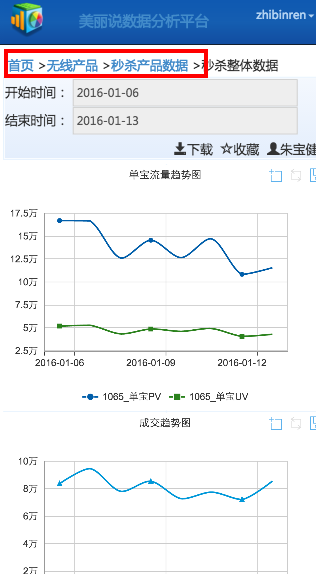 美丽说数据分析平台
zhibinren
首页 >无线产品 >秒杀产品数据 >秒杀整体数据
开始时间： 2016-01-06
结束时间： 2016-01-13
下载 收藏 朱宝健
单宝流量趋势图
17.5万
15万
12.5万
10万
7.5万
5万
2.5万
2016-01-06 2016-01-09 2016-01-12
1065_单宝PV 1065_单宝UV
成交趋势图
10万
8万
6万
4万
2万